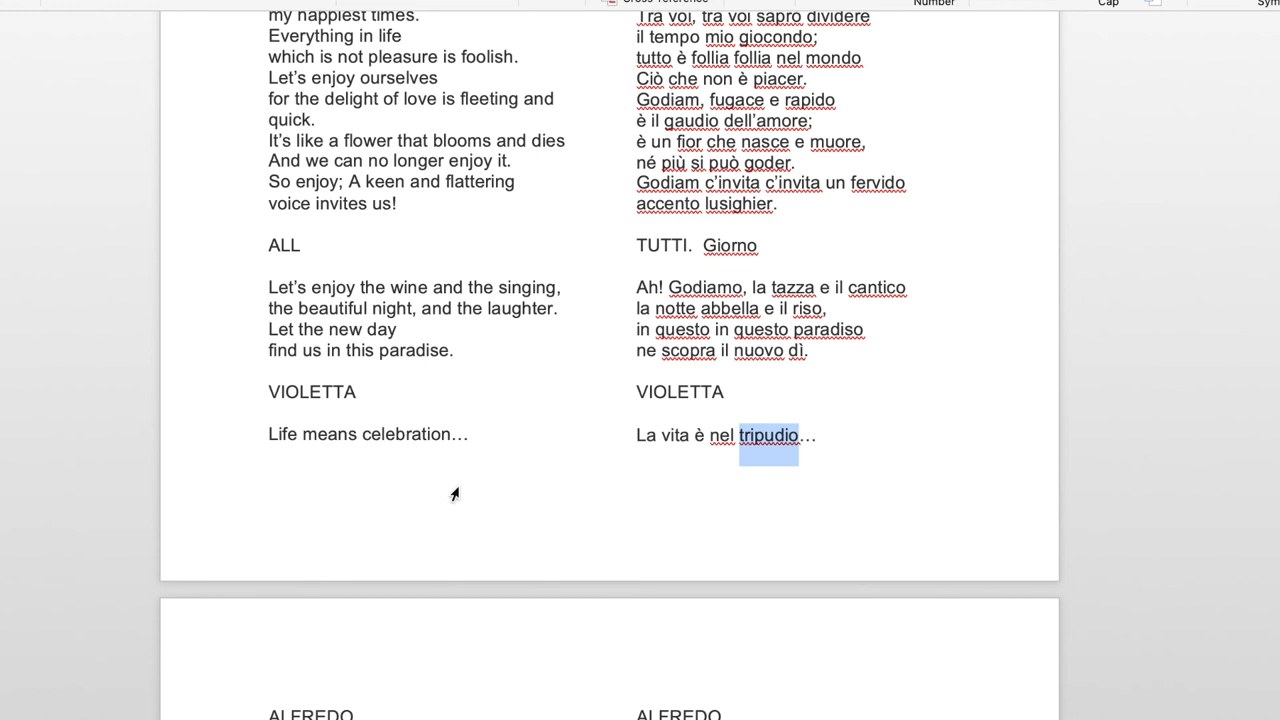 Cross-reference
Number
Cap
my happiest times.
Everything in life
which is not pleasure is foolish.
Let's enjoy ourselves
for the delight of love is fleeting and
quick.
It's like a flower that blooms and dies
And we can no longer enjoy it.
So enjoy; A keen and flattering
voice invites us!
ALL
Let's enjoy the wine and the singing,
the beautiful night, and the laughter.
Let the new day
find us in this paradise.
VIOLETTA
Life means celebration…
ALFREDO
Tra voi, tra voi saprò dividere
il tempo mio giocondo;
tutto è follia follia nel mondo
Ciò che non è piacer.
Godiam, fugace e rapido
è il gaudio dell'amore;
è un fior che nasce e muore,
né più si può goder.
Godiam c'invita c'invita un fervido
accento lusighier.
TUTTI.  Giorno
Ah! Godiamo, la tazza e il cantico
la notte abbella e il riso,
in questo in questo paradiso
ne scopra il nuovo dì.
VIOLETTA
La vita è nel tripudio…
ALFREDO